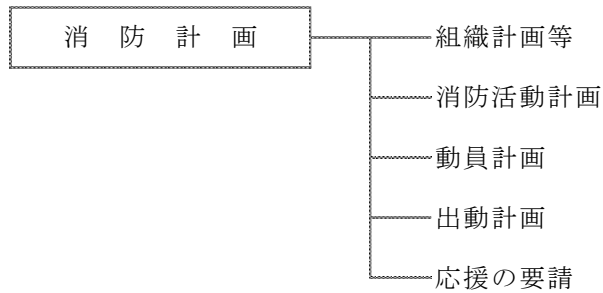 消防計画
組織計画等
消防活動計画
動員計画
出動計画
応援の要請